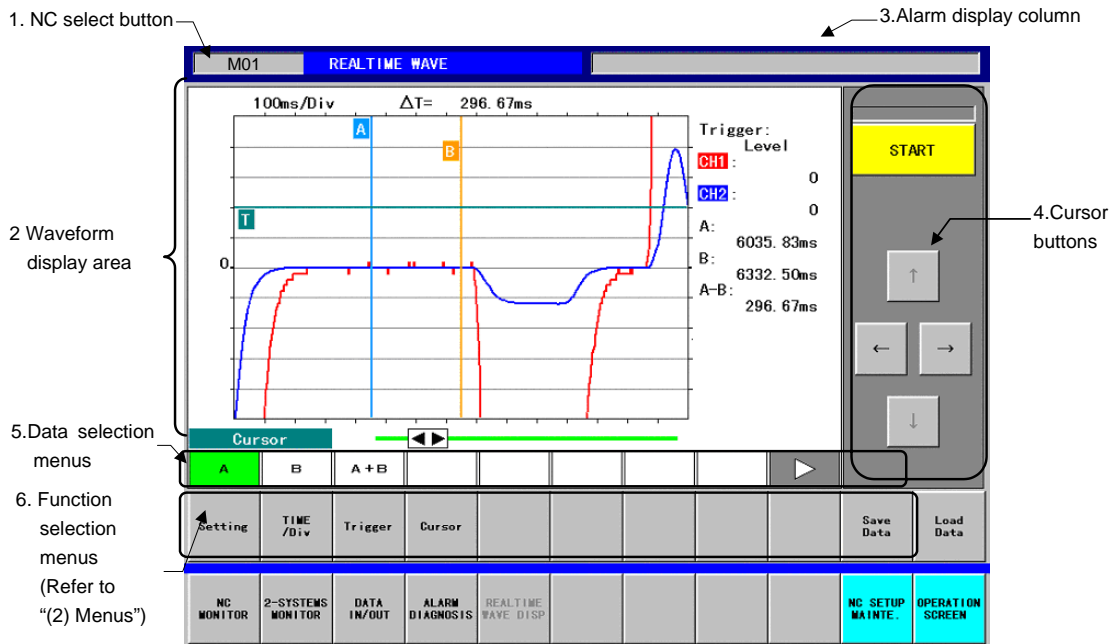 1. NC select button
3.Alarm display column
M01
REALTIME WAVE
100ms/Div
ΔT= 296.67ms
A
B
T
0
Trigger:
Level
CH1 :
0
CH2 :
0
A:
6035.83ms
B:
6332.50ms
A-B:
296.67ms
START
↑
← →
↓
4.Cursor
buttons
2 Waveform
display area
Cursor
5.Data selection
menus
A B A+B
6. Function
selection
menus
(Refer to
“(2) Menus”)
Setting
TIME
/Div
Trigger
Cursor
Save
Data
Load
Data
NC
MONITOR
2-SYSTEMS
MONITOR
DATA
IN/OUT
ALARM
DIAGNOSIS
REALTIME
WAVE DISP
NC SETUP
MAINTE.
OPERATION
SCREEN